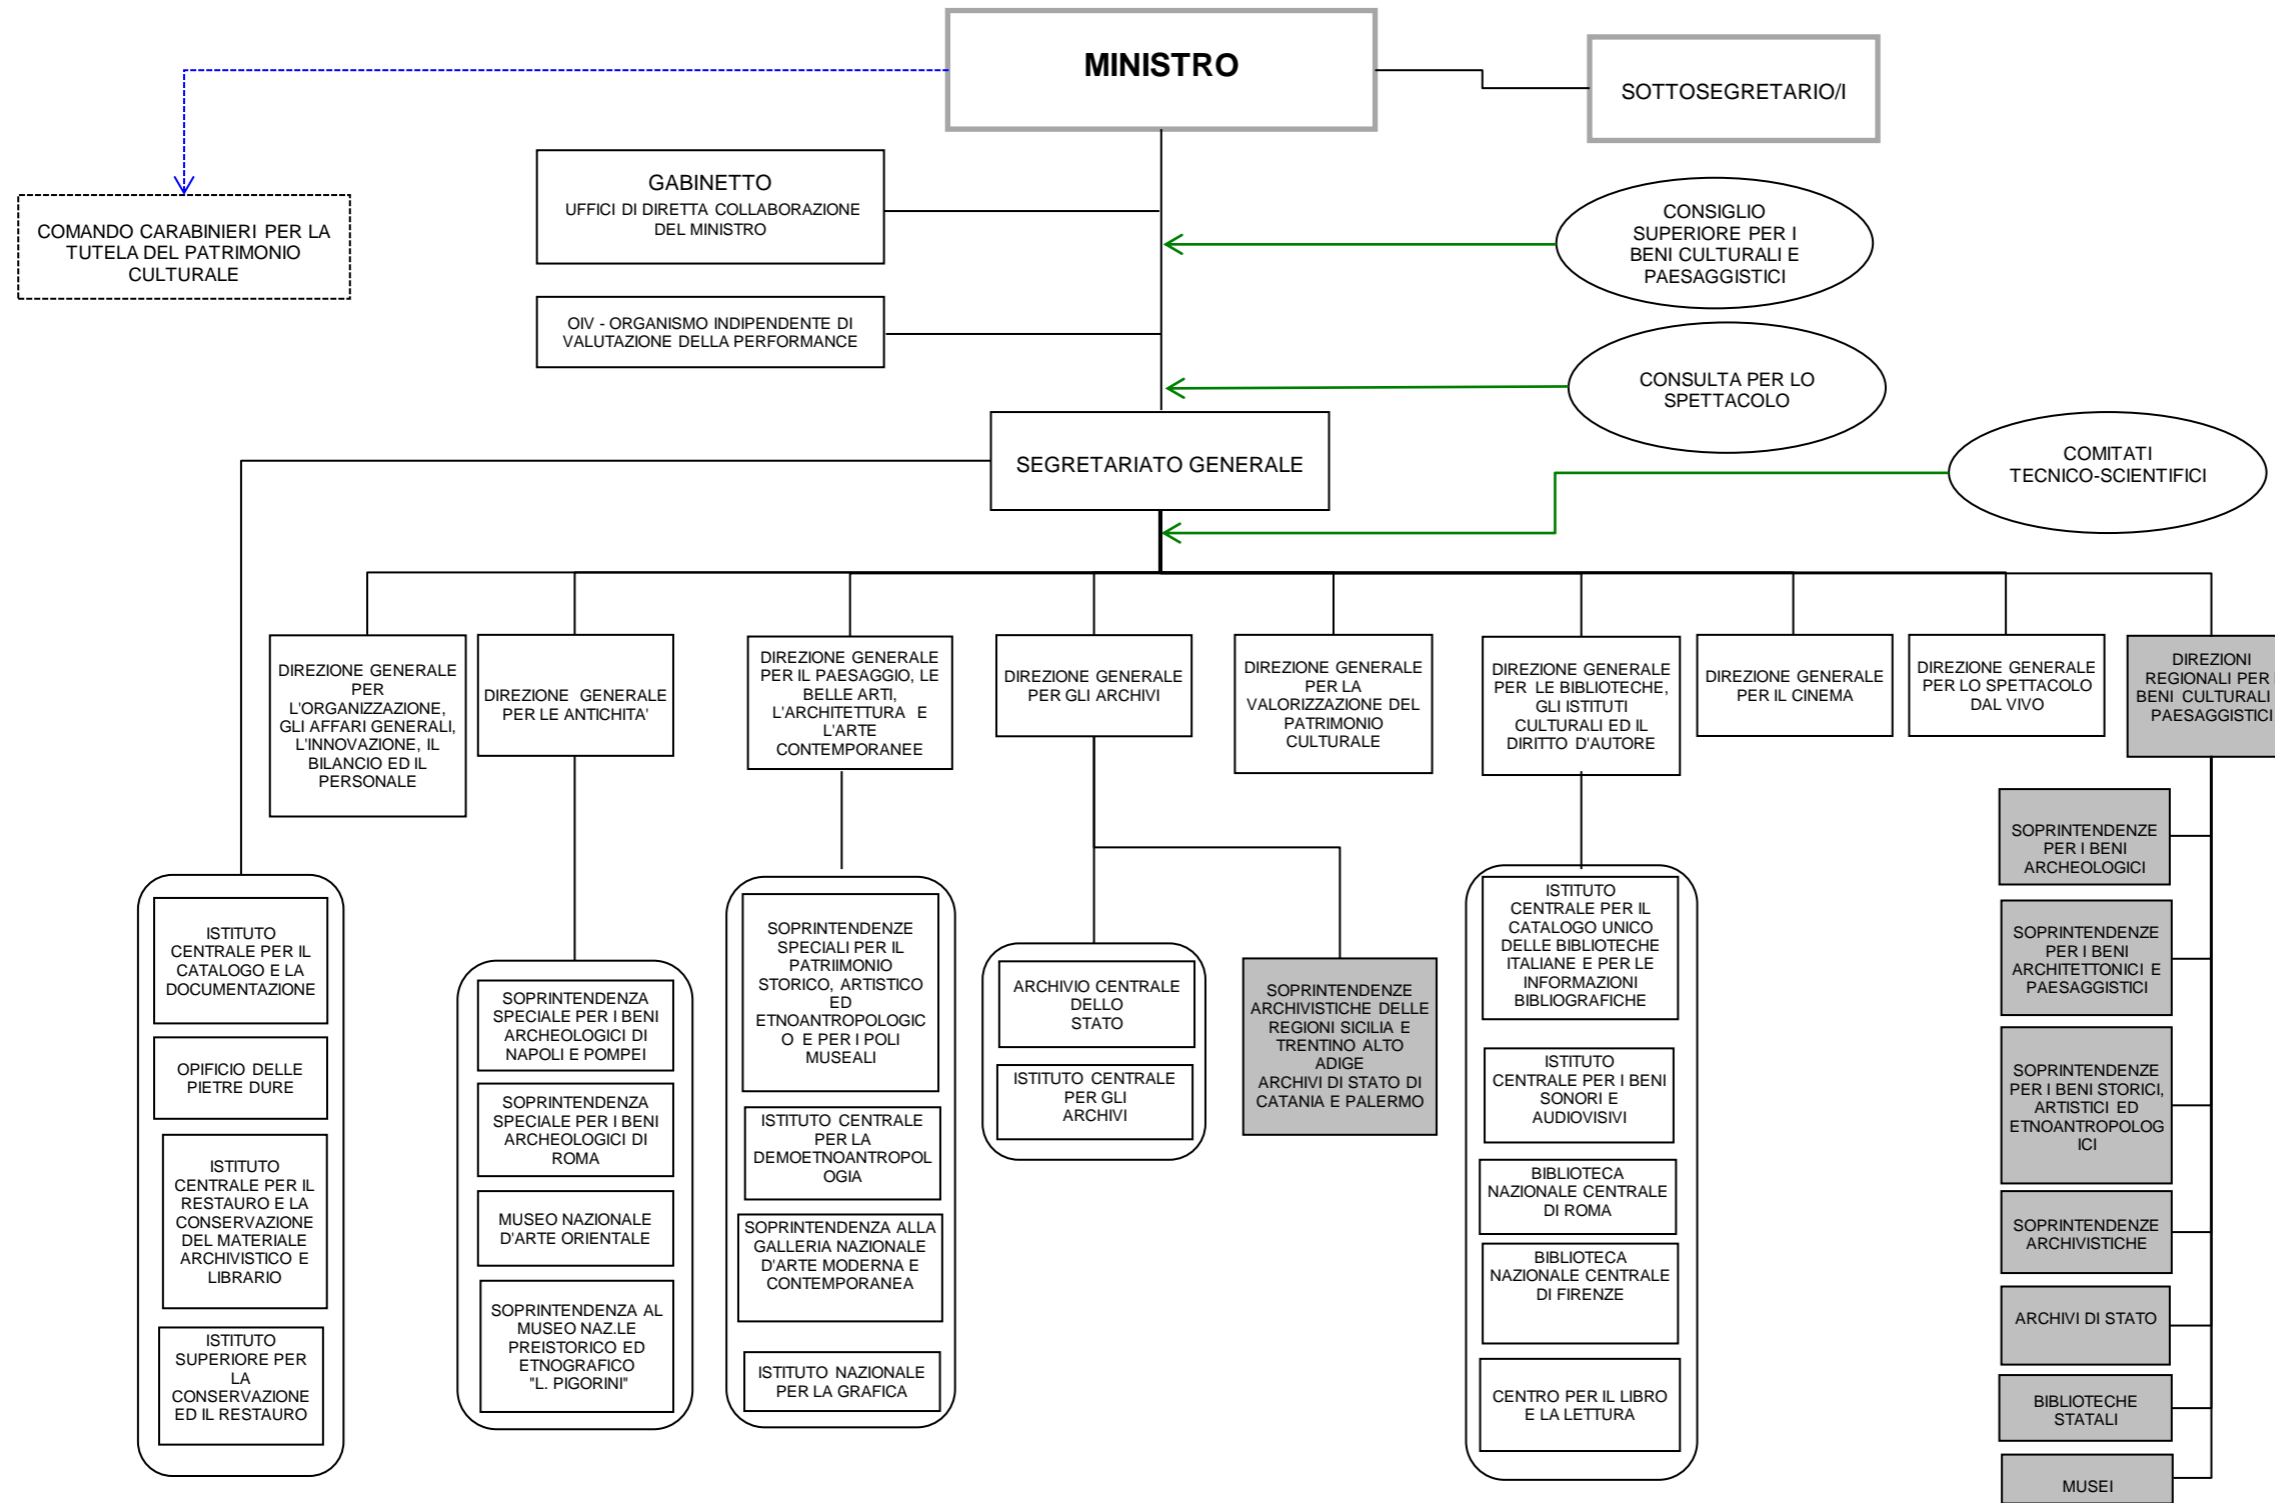 MINISTRO
SOTTOSEGRETARIO/I
GABINETTO
UFFICI DI DIRETTA COLLABORAZIONE
DEL MINISTRO
COMANDO CARABINIERI PER LA
TUTELA DEL PATRIMONIO
CULTURALE
CONSIGLIO
SUPERIORE PER I
BENI CULTURALI E
PAESAGGISTICI
OIV - ORGANISMO INDIPENDENTE DI
VALUTAZIONE DELLA PERFORMANCE
CONSULTA PER LO
SPETTACOLO
SEGRETARIATO GENERALE
COMITATI
TECNICO-SCIENTIFICI
DIREZIONE GENERALE
PER
L'ORGANIZZAZIONE,
GLI AFFARI GENERALI,
L'INNOVAZIONE, IL
BILANCIO ED IL
PERSONALE
DIREZIONE GENERALE
PER LE ANTICHITA'
DIREZIONE GENERALE
PER IL PAESAGGIO, LE
BELLE ARTI,
L'ARCHITETTURA E
L'ARTE
CONTEMPORANEE
DIREZIONE GENERALE
PER GLI ARCHIVI
DIREZIONE GENERALE
PER LA
VALORIZZAZIONE DEL
PATRIMONIO
CULTURALE
DIREZIONE GENERALE
PER LE BIBLIOTECHE,
GLI ISTITUTI
CULTURALI ED IL
DIRITTO D'AUTORE
DIREZIONE GENERALE
PER IL CINEMA
DIREZIONE GENERALE
PER LO SPETTACOLO
DAL VIVO
DIREZIONI
REGIONALI PER
BENI CULTURALI
PAESAGGISTICI
ISTITUTO
CENTRALE PER IL
CATALOGO E LA
DOCUMENTAZIONE
OPIFICIO DELLE
PIETRE DURE
ISTITUTO
CENTRALE PER IL
RESTAURO E LA
CONSERVAZIONE
DEL MATERIALE
ARCHIVISTICO E
LIBRARIO
ISTITUTO
SUPERIORE PER
LA
CONSERVAZIONE
ED IL RESTAURO
SOPRINTENDENZA
SPECIALE PER I BENI
ARCHEOLOGICI DI
NAPOLI E POMPEI
SOPRINTENDENZA
SPECIALE PER I BENI
ARCHEOLOGICI DI
ROMA
MUSEO NAZIONALE
D'ARTE ORIENTALE
SOPRINTENDENZA AL
MUSEO NAZ.LE
PREISTORICO ED
ETNOGRAFICO
"L. PIGORINI"
SOPRINTENDENZE
SPECIALI PER IL
PATRIIMONIO
STORICO, ARTISTICO
ED
ETNOANTROPOLOGIC
O E PER I POLI
MUSEALI
ISTITUTO CENTRALE
PER LA
DEMOETNOANTROPOL
OGIA
SOPRINTENDENZA ALLA
GALLERIA NAZIONALE
D'ARTE MODERNA E
CONTEMPORANEA
ISTITUTO NAZIONALE
PER LA GRAFICA
ARCHIVIO CENTRALE
DELLO
STATO
ISTITUTO CENTRALE
PER GLI
ARCHIVI
SOPRINTENDENZE
ARCHIVISTICHE DELLE
REGIONI SICILIA E
TRENTINO ALTO
ADIGE
ARCHIVI DI STATO DI
CATANIA E PALERMO
ISTITUTO
CENTRALE PER IL
CATALOGO UNICO
DELLE BIBLIOTECHE
ITALIANE E PER LE
INFORMAZIONI
BIBLIOGRAFICHE
ISTITUTO
CENTRALE PER I BENI
SONORI E
AUDIOVISIVI
BIBLIOTECA
NAZIONALE CENTRALE
DI ROMA
BIBLIOTECA
NAZIONALE CENTRALE
DI FIRENZE
CENTRO PER IL LIBRO
E LA LETTURA
SOPRINTENDENZE
PER I BENI
ARCHEOLOGICI
SOPRINTENDENZE
PER I BENI
ARCHITETTONICI E
PAESAGGISTICI
SOPRINTENDENZE
PER I BENI STORICI,
ARTISTICI ED
ETNOANTROPOLOG
ICI
SOPRINTENDENZE
ARCHIVISTICHE
ARCHIVI DI STATO
BIBLIOTECHE
STATALI
MUSEI